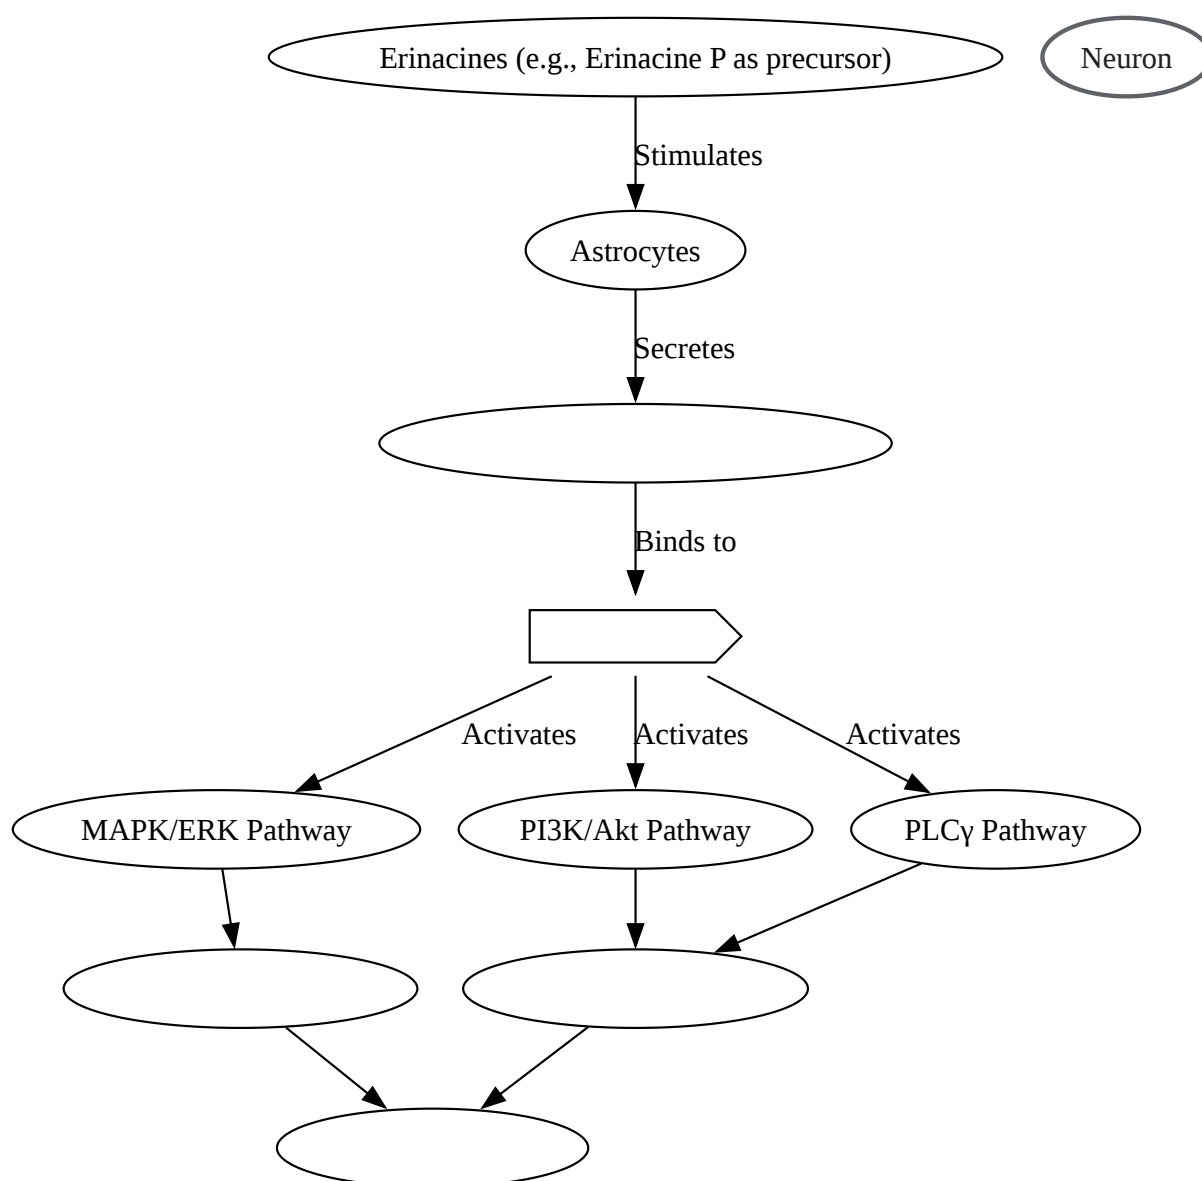 Erinacines (e.g., Erinacine P as precursor)
Neuron
Stimulates
Astrocytes
Secretes
Binds to
Activates
Activates
Activates
MAPK/ERK Pathway
PI3K/Akt Pathway
PLCγ Pathway